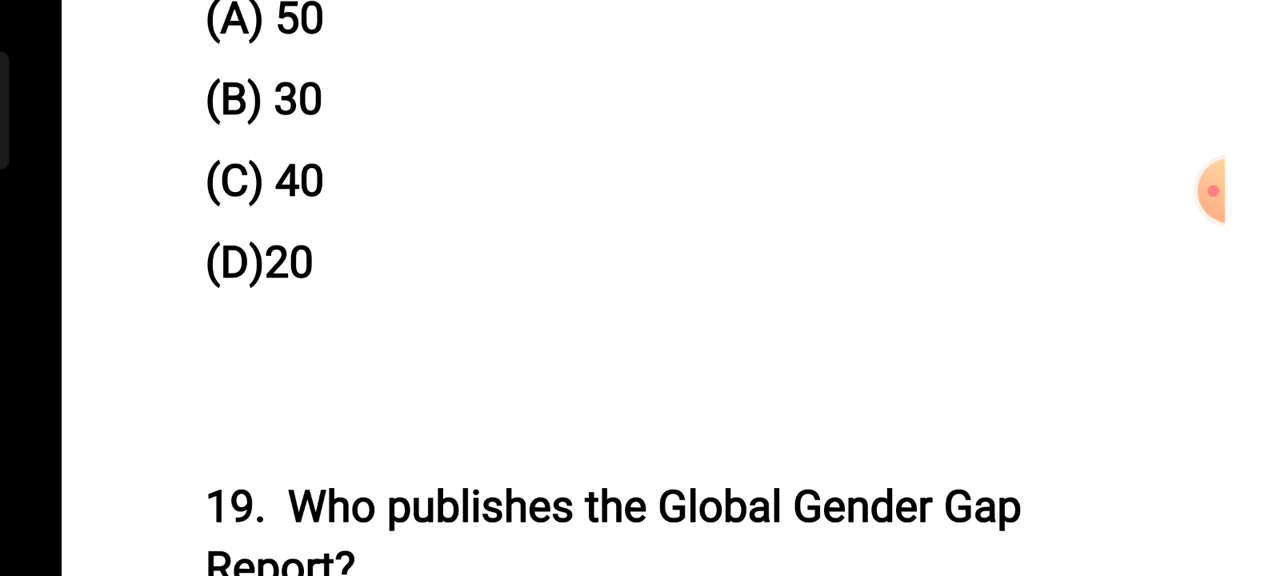 (A) 50
(B) 30
(C) 40
(D)20
19. Who publishes the Global Gender Gap
Report?